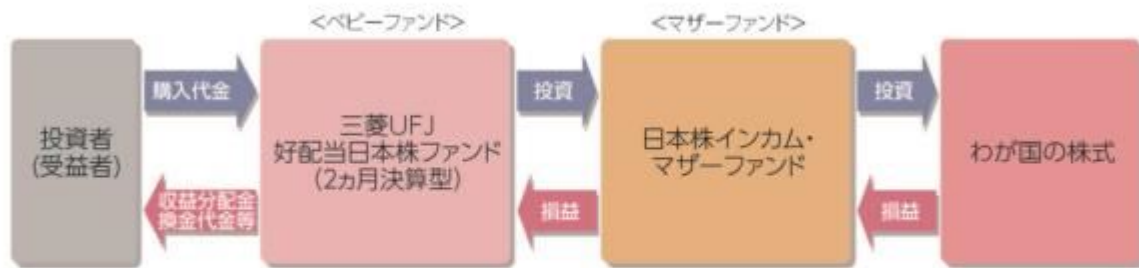 <ベビーファンド>
<マザーファンド>
投資者
(受益者)
購入代金
収益分配金
換金代金等
三菱UFJ
好配当日本株ファンド
(2ヵ月決算型)
投資
損益
日本株インカム・
マザーファンド
投資
損益
わが国の株式